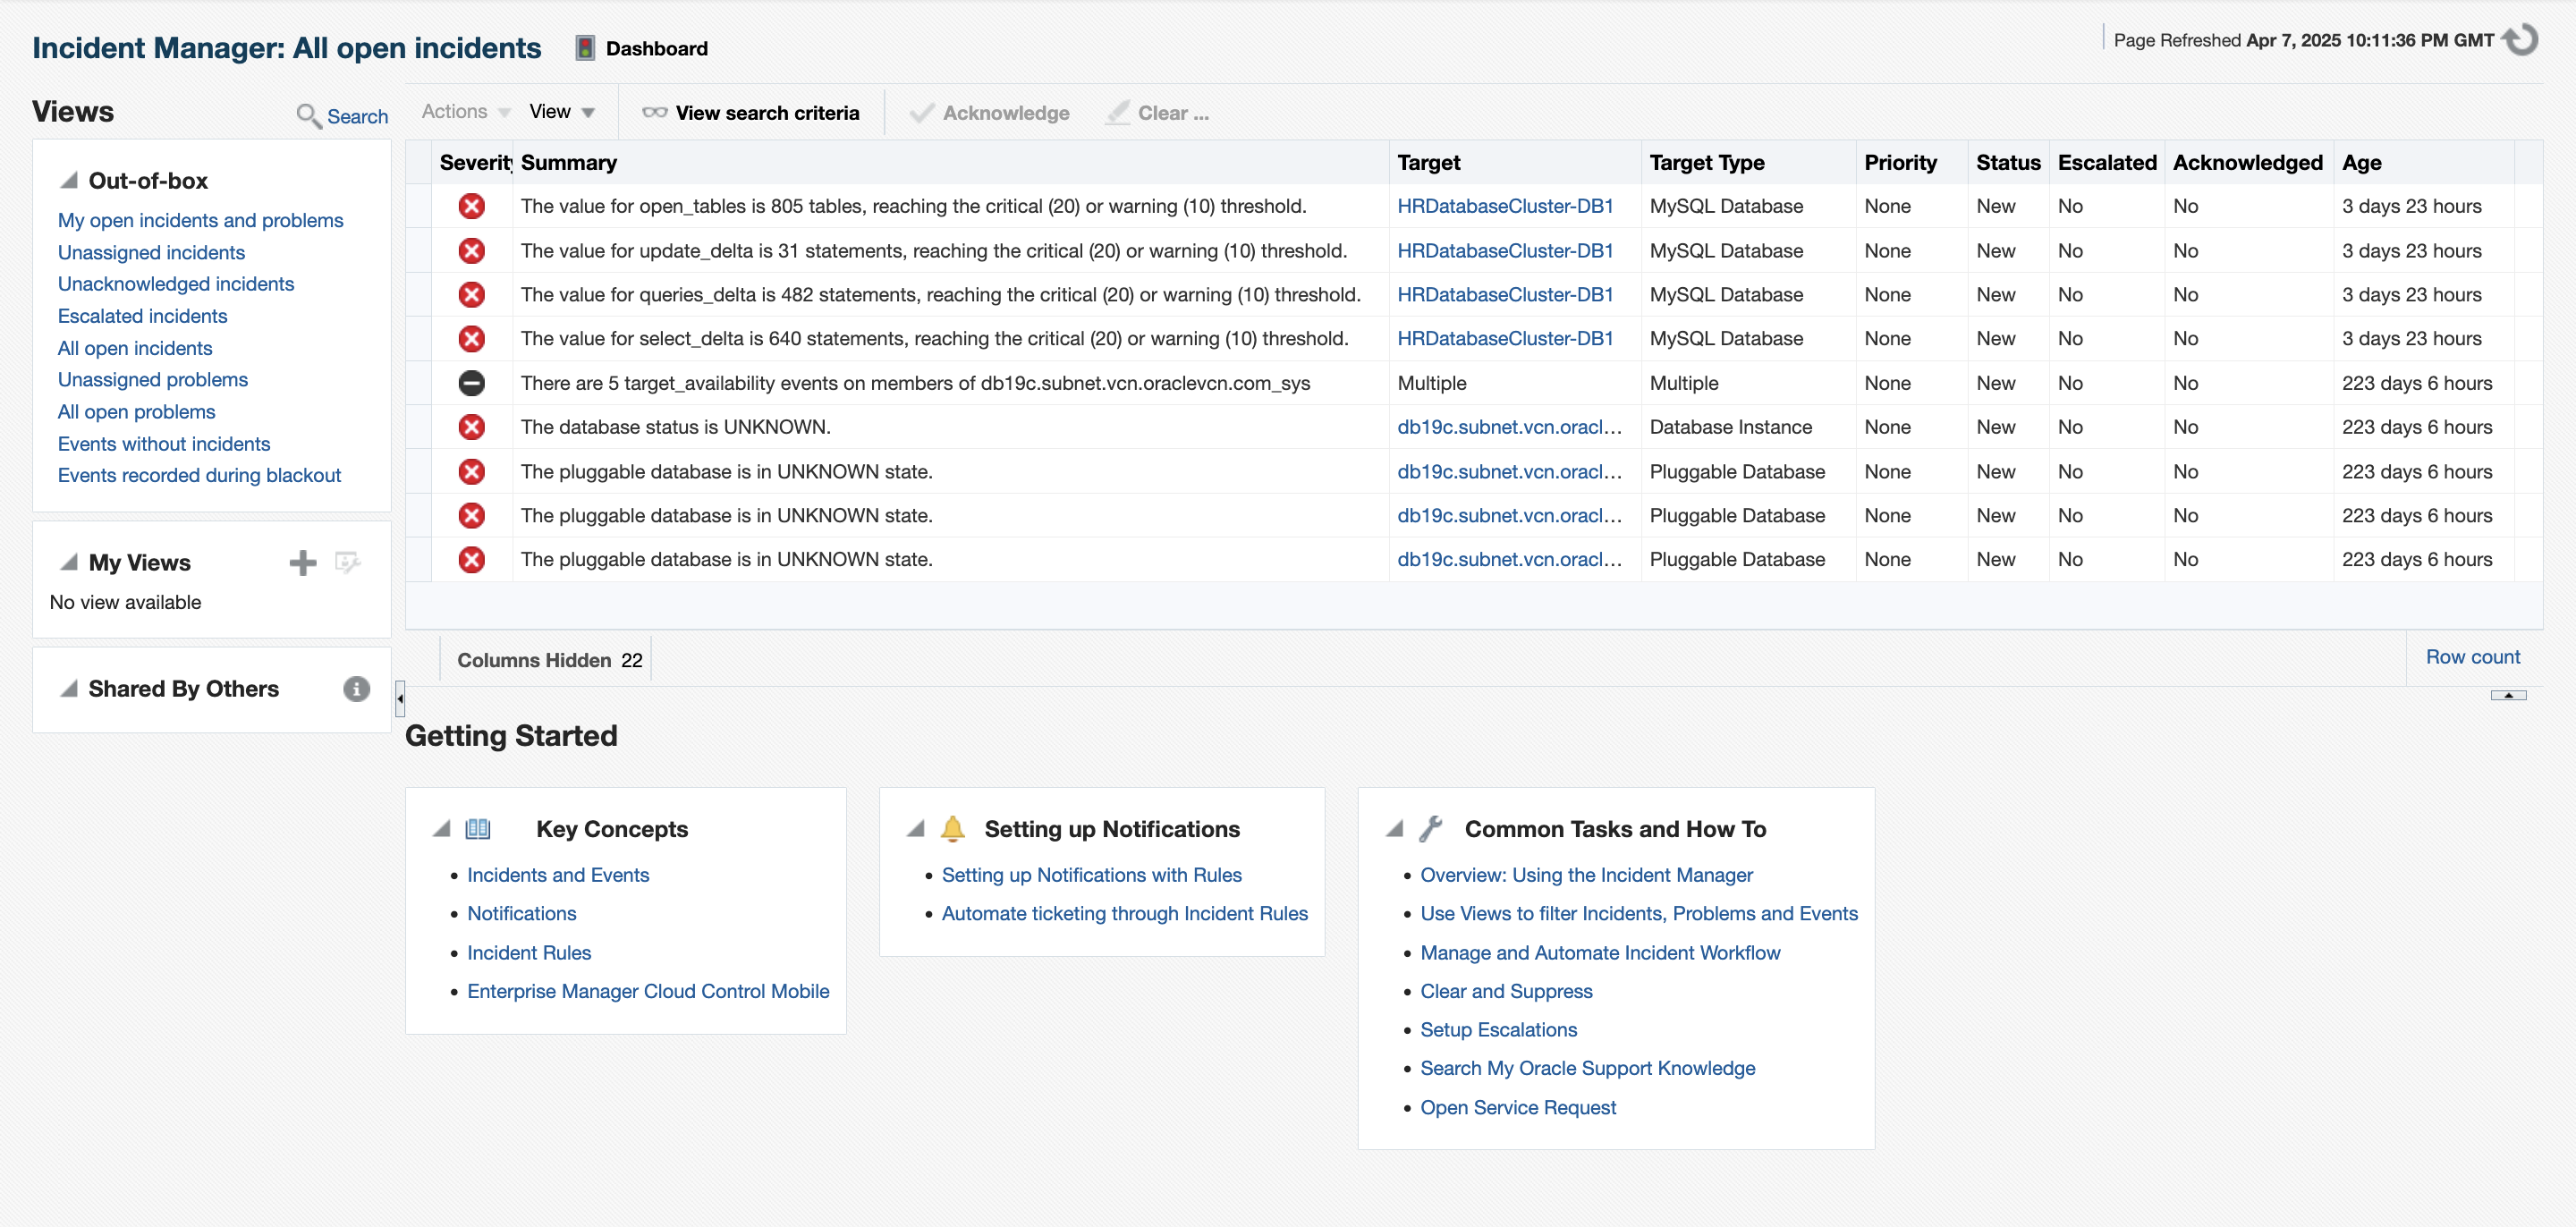 Incident Manager: All open incidents
Dashboard
Page Refreshed Apr 7, 2025 10:11:36 PM GMT
Views
Search
Out-of-box
My open incidents and problems
Unassigned incidents
Unacknowledged incidents
Escalated incidents
All open incidents
Unassigned problems
All open problems
Events without incidents
Events recorded during blackout
My Views
No view available
Shared By Others
Actions View View search criteria Acknowledge Clear ...
Severity Summary Target Target Type Priority Status Escalated Acknowledged Age
The value for open_tables is 805 tables, reaching the critical (20) or warning (10) threshold. HRDatabaseCluster-DB1 MySQL Database None New No No 3 days 23 hours
The value for update_delta is 31 statements, reaching the critical (20) or warning (10) threshold. HRDatabaseCluster-DB1 MySQL Database None New No No 3 days 23 hours
The value for queries_delta is 482 statements, reaching the critical (20) or warning (10) threshold. HRDatabaseCluster-DB1 MySQL Database None New No No 3 days 23 hours
The value for select_delta is 640 statements, reaching the critical (20) or warning (10) threshold. HRDatabaseCluster-DB1 MySQL Database None New No No 3 days 23 hours
There are 5 target_availability events on members of db19c.subnet.vcn.oraclevcn.com_sys Multiple Multiple None New No No 223 days 6 hours
The database status is UNKNOWN. db19c.subnet.vcn.oracl... Database Instance None New No No 223 days 6 hours
The pluggable database is in UNKNOWN state. db19c.subnet.vcn.oracl... Pluggable Database None New No No 223 days 6 hours
The pluggable database is in UNKNOWN state. db19c.subnet.vcn.oracl... Pluggable Database None New No No 223 days 6 hours
The pluggable database is in UNKNOWN state. db19c.subnet.vcn.oracl... Pluggable Database None New No No 223 days 6 hours
Columns Hidden 22
Row count
Getting Started
Key Concepts
Incidents and Events
Notifications
Incident Rules
Enterprise Manager Cloud Control Mobile
Setting up Notifications
Setting up Notifications with Rules
Automate ticketing through Incident Rules
Common Tasks and How To
Overview: Using the Incident Manager
Use Views to filter Incidents, Problems and Events
Manage and Automate Incident Workflow
Clear and Suppress
Setup Escalations
Search My Oracle Support Knowledge
Open Service Request